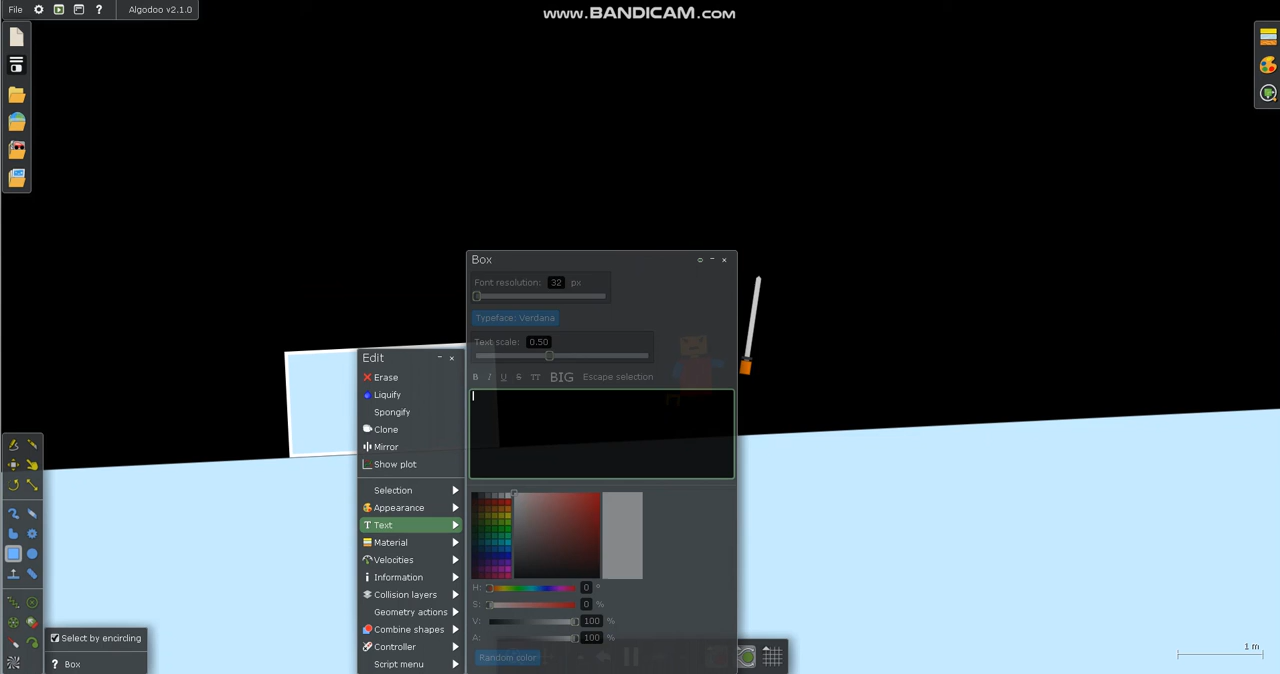 www.BANDICAM.com
File
?
Algodoo v2.1.0
Box
Font resolution: 32 px
Typeface: Verdana
Text scale: 0.50
B I U S TT BIG Escape selection
Edit
Erase
Liquify
Spongify
Clone
Mirror
Show plot
Selection
Appearance
T Text
Material
Velocities
Information
Collision layers
Geometry actions
Combine shapes
Controller
Script menu
H: 0 °
S: 0 %
V: 100 %
A: 100 %
Random color
Select by encircling
? Box
1 m